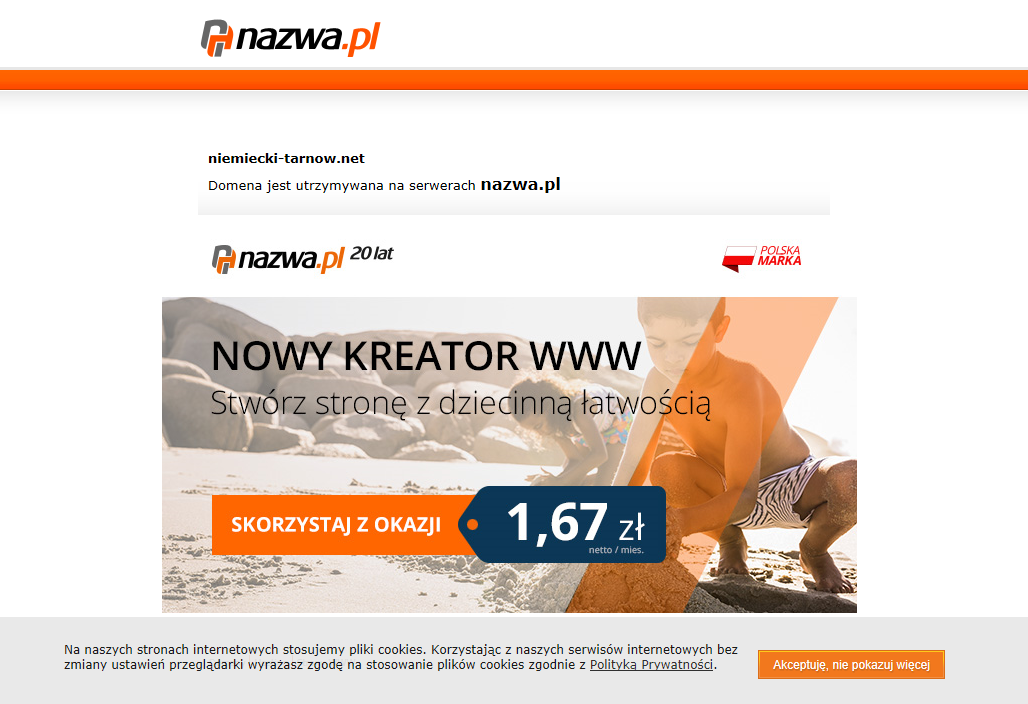 nazwa.pl
niemiecki-tarnow.net
Domena jest utrzymywana na serwerach nazwa.pl
nazwa.pl 20 lat
POLSKA
MARKA
NOWY KREATOR WWW
Stwórz stronę z dziecinną łatwością
SKORZYSTAJ Z OKAZJI
1,67 zł
netto / mies.
Na naszych stronach internetowych stosujemy pliki cookies. Korzystając z naszych serwisów internetowych bez
zmiany ustawień przeglądarki wyrażasz zgodę na stosowanie plików cookies zgodnie z Polityką Prywatności.
Akceptuję, nie pokazuj więcej